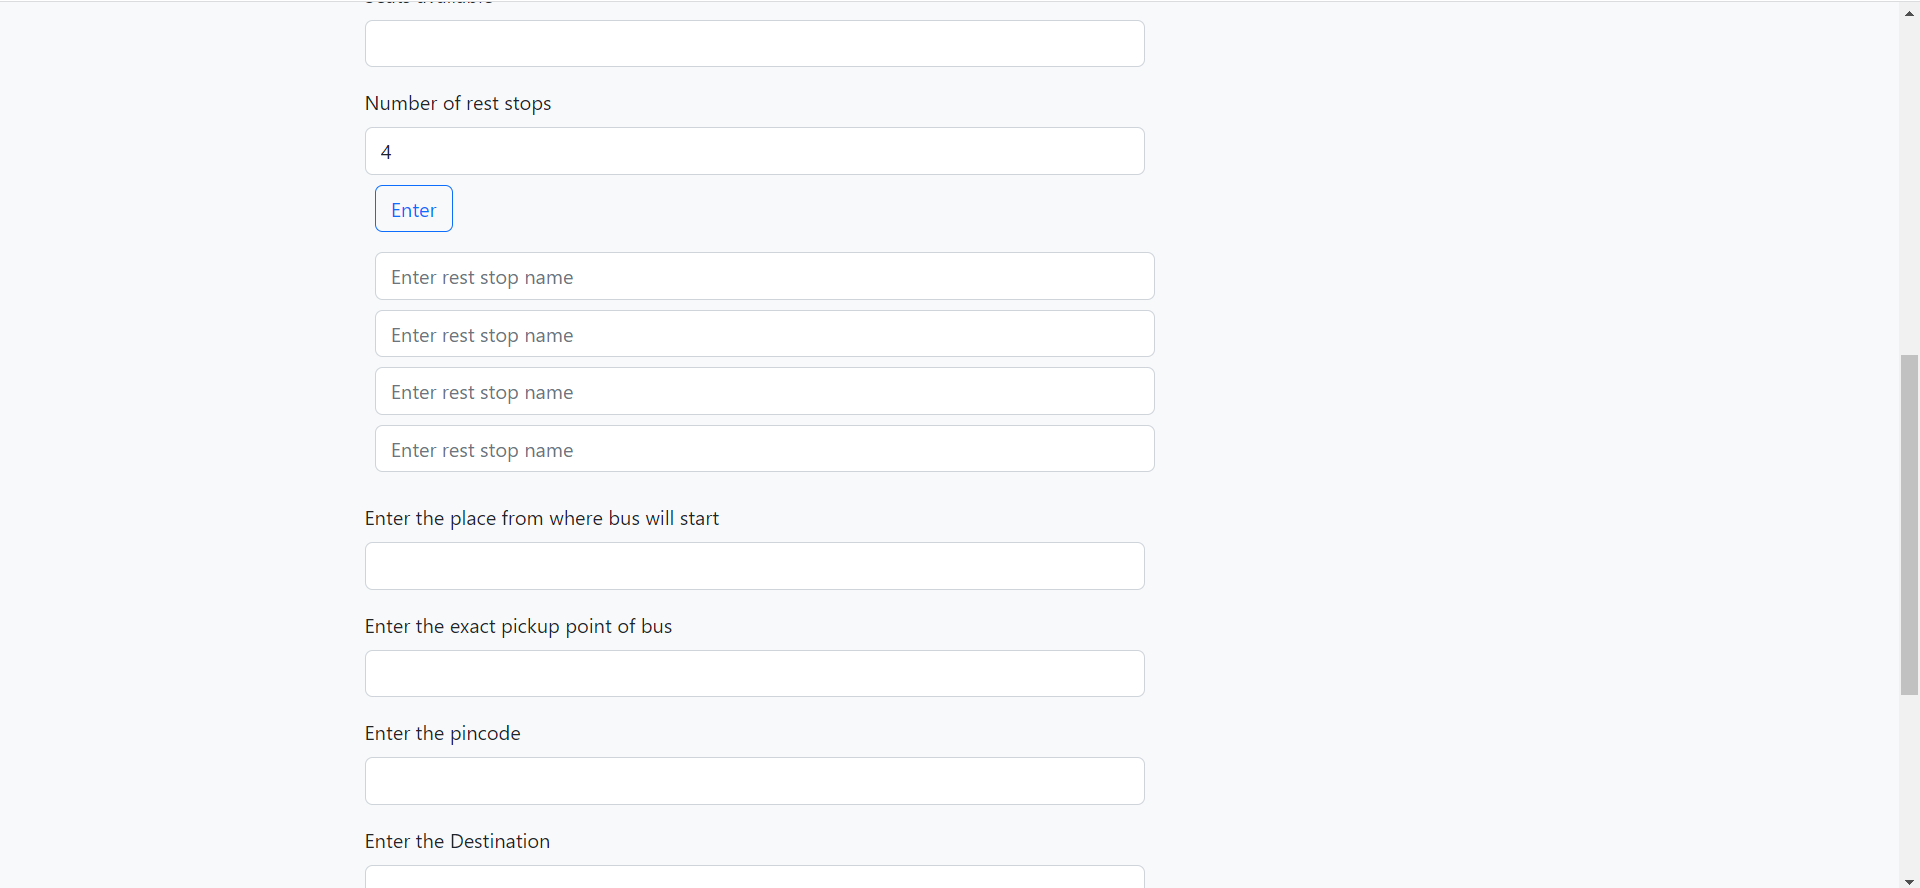 Number of rest stops
4
Enter
Enter rest stop name
Enter rest stop name
Enter rest stop name
Enter rest stop name
Enter the place from where bus will start
Enter the exact pickup point of bus
Enter the pincode
Enter the Destination